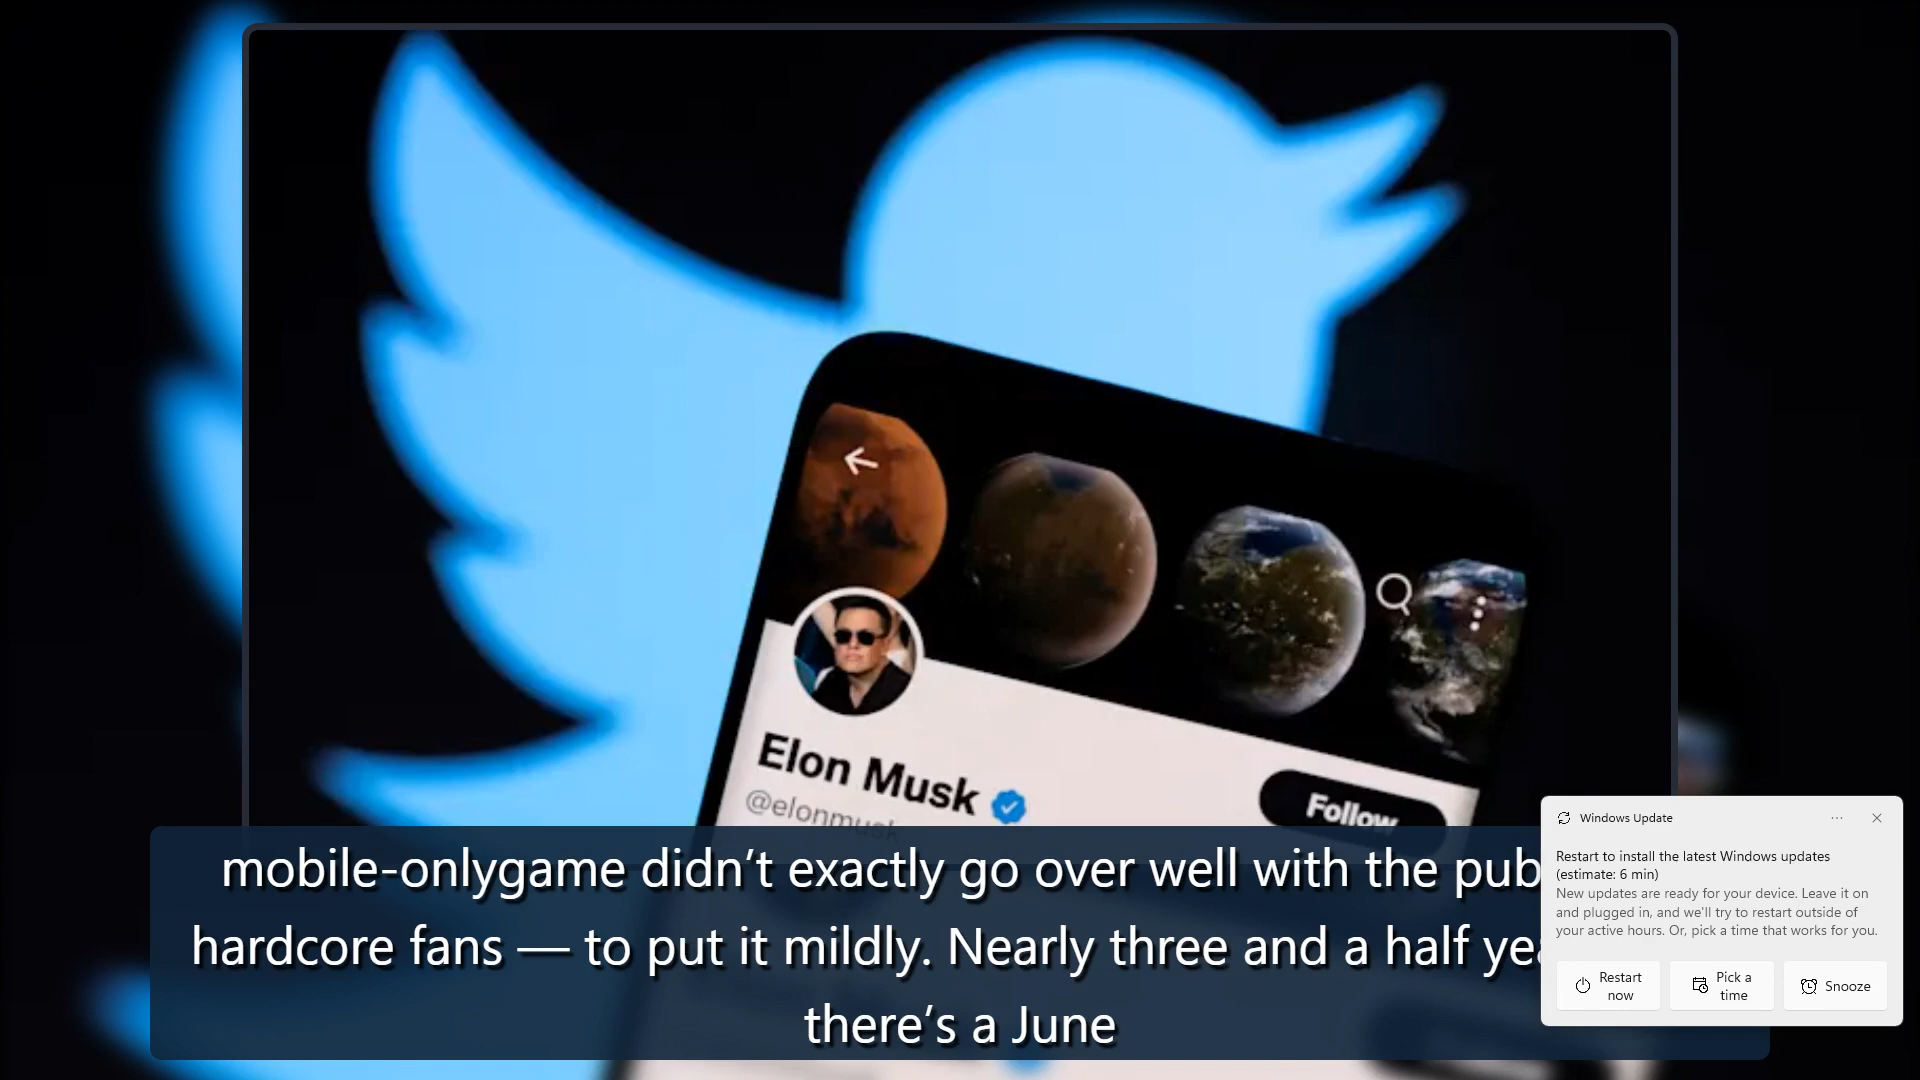 Elon Musk
@elonmusk
Follow
mobile-onlygame didn’t exactly go over well with the pub
hardcore fans — to put it mildly. Nearly three and a half ye
there’s a June
Windows Update
Restart to install the latest Windows updates
(estimate: 6 min)
New updates are ready for your device. Leave it on
and plugged in, and we'll try to restart outside of
your active hours. Or, pick a time that works for you.
Restart
now
Pick a
time
Snooze